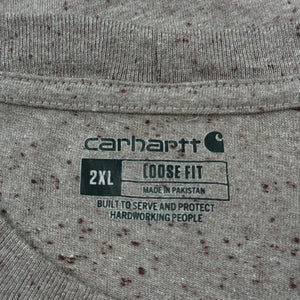 carhartt
2XL LOOSE FIT
MADE IN PAKISTAN
BUILT TO SERVE AND PROTECT
HARDWORKING PEOPLE